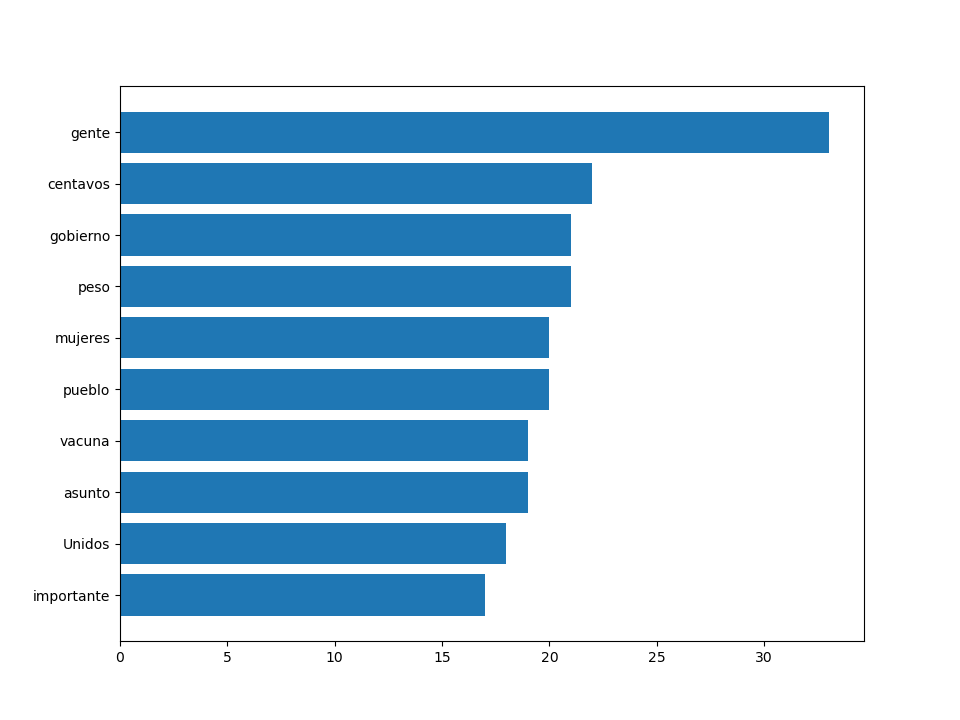 gente
centavos
gobierno
peso
mujeres
pueblo
vacuna
asunto
Unidos
importante
0 5 10 15 20 25 30